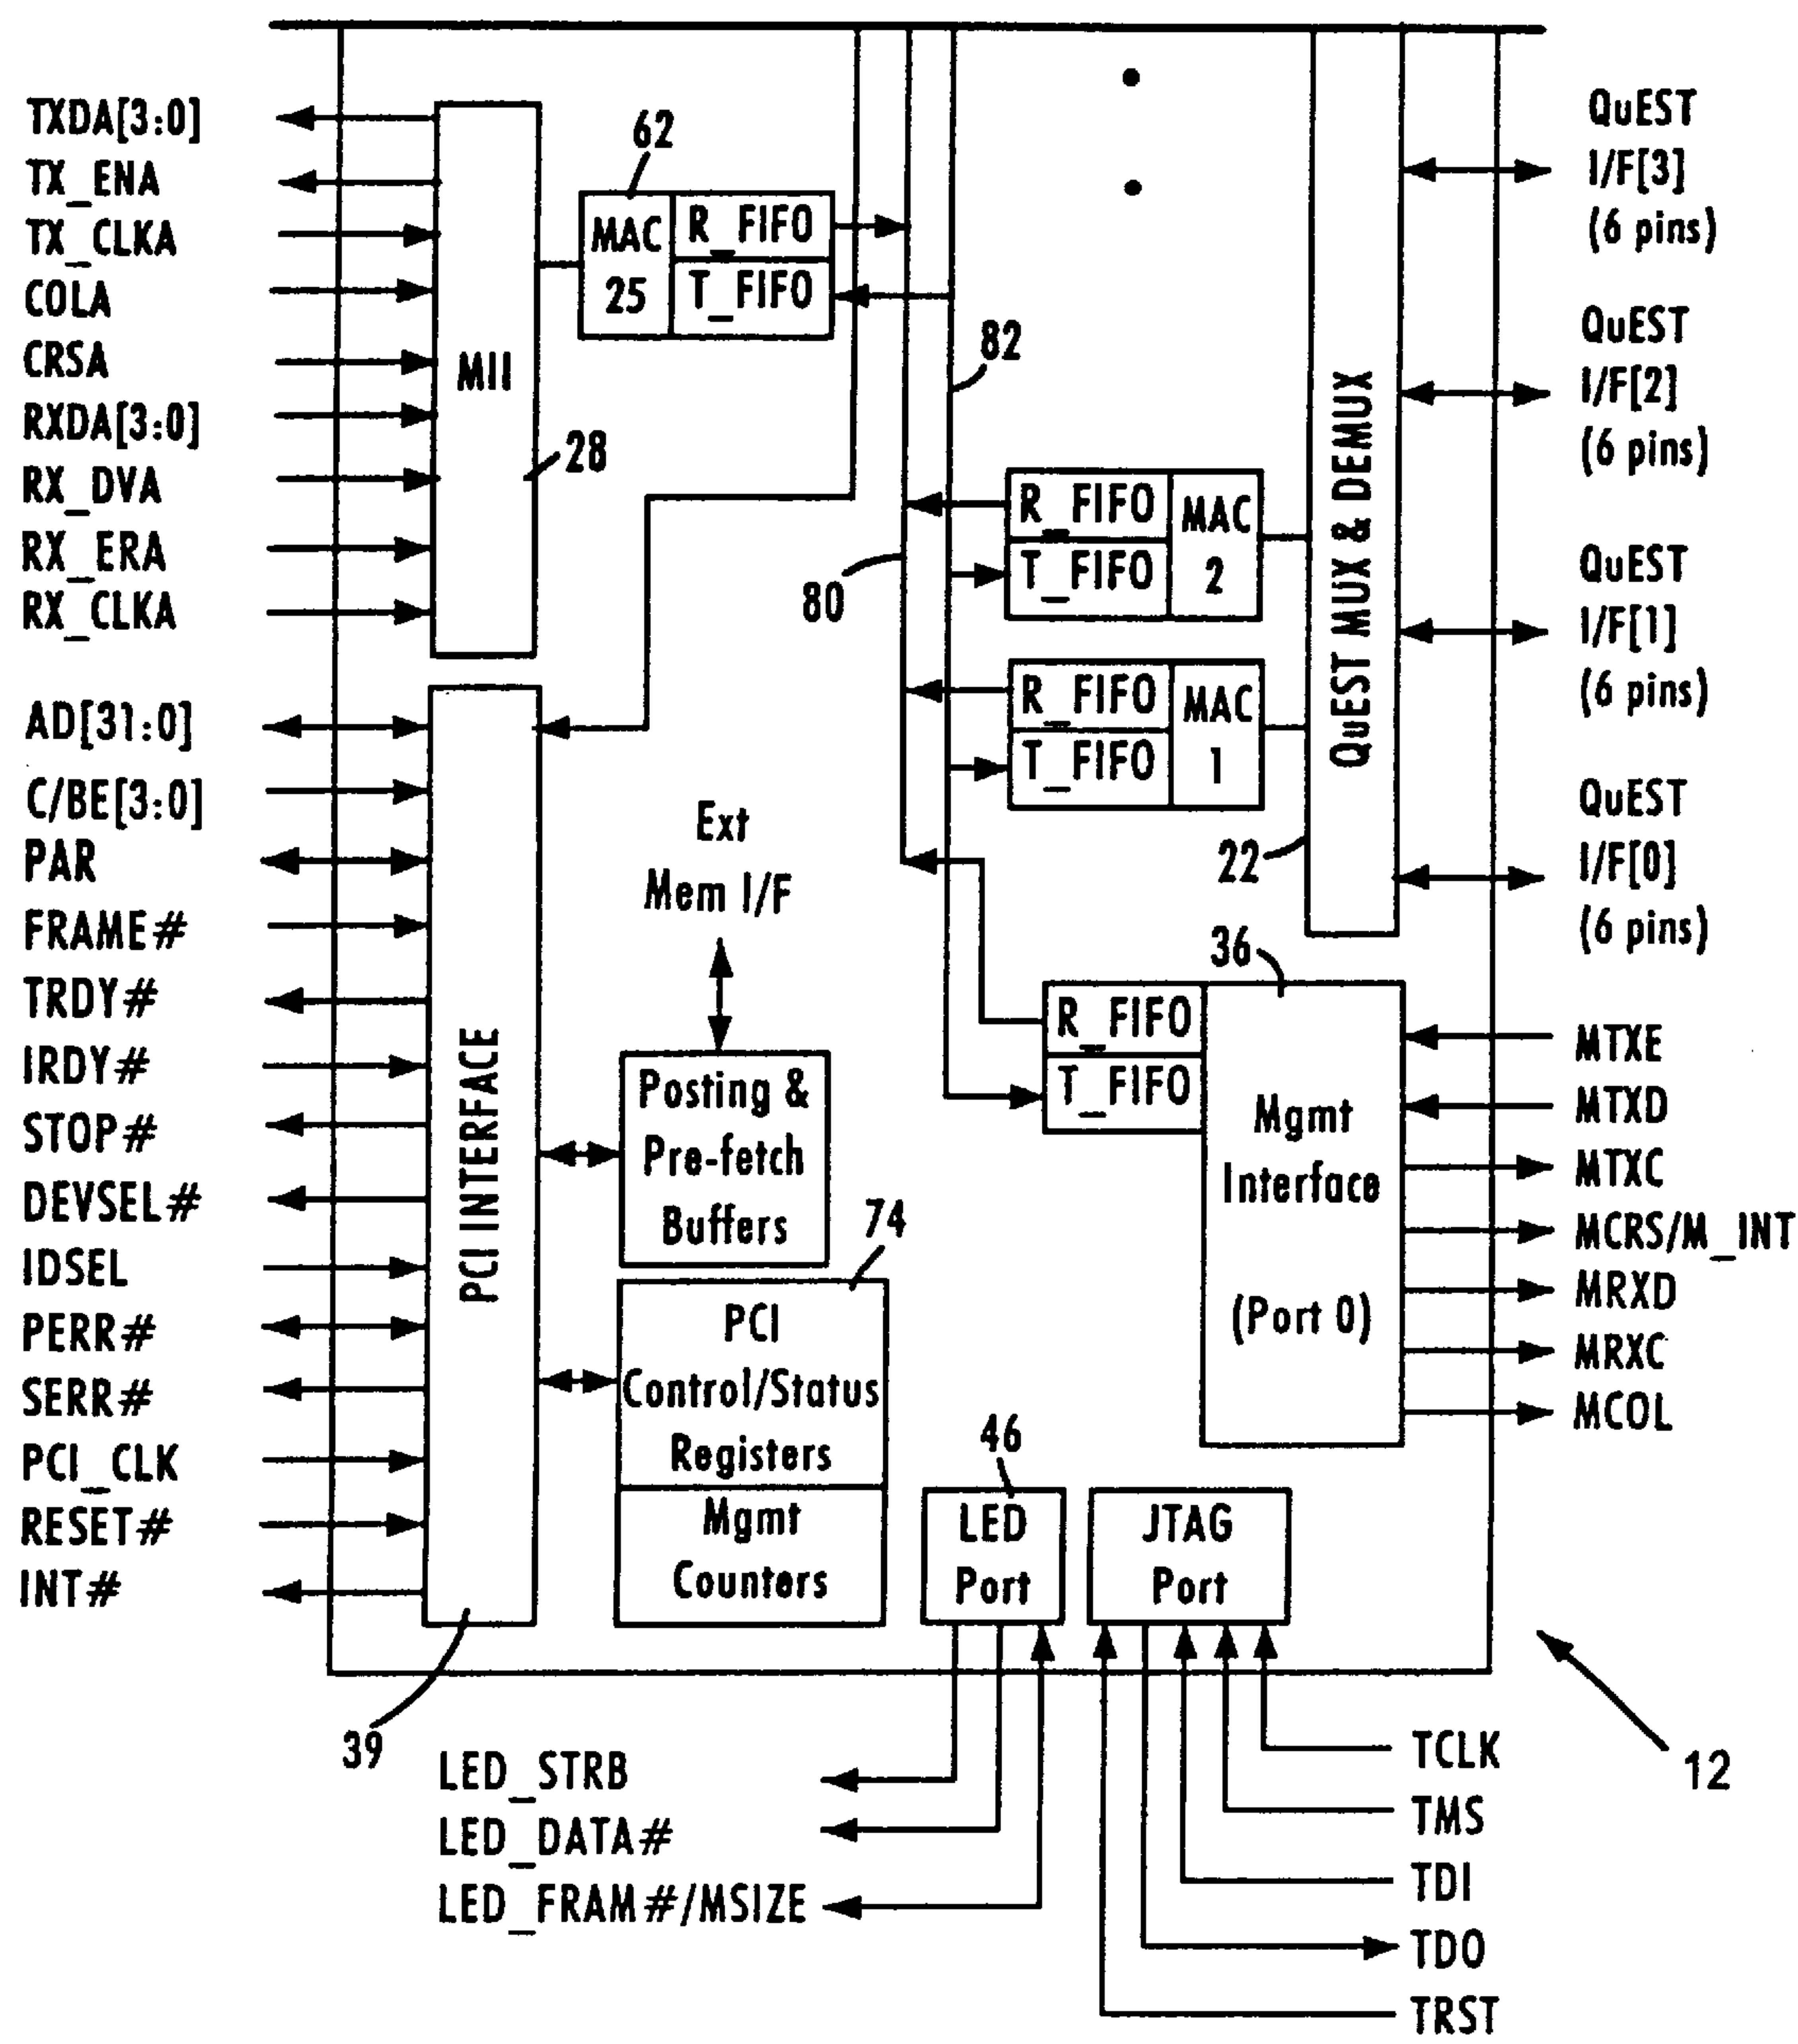 TXDA[3:0]
TX_ENA
TX_CLKA
COLA
CRSA
RXDA[3:0]
RX_DVA
RX_ERA
RX_CLKA
MII
28
62
MAC
25
R_FIFO
T_FIFO
82
80
R_FIFO
T_FIFO
MAC
2
R_FIFO
T_FIFO
MAC
1
QuEST MUX & DEMUX
22
QuEST
I/F[3]
(6 pins)
QuEST
I/F[2]
(6 pins)
QuEST
I/F[1]
(6 pins)
QuEST
I/F[0]
(6 pins)
AD[31:0]
C/BE[3:0]
PAR
FRAME#
TRDY#
IRDY#
STOP#
DEVSEL#
IDSEL
PERR#
SERR#
PCI_CLK
RESET#
INT#
PCI INTERFACE
39
Ext
Mem I/F
Posting &
Pre-fetch
Buffers
74
PCI
Control/Status
Registers
Mgmt
Counters
36
R_FIFO
T_FIFO
Mgmt
Interface
(Port 0)
MTXE
MTXD
MTXC
MCRS/M_INT
MRXD
MRXC
MCOL
46
LED
Port
JTAG
Port
LED_STRB
LED_DATA#
LED_FRAM#/MSIZE
TCLK
TMS
TDI
TDO
TRST
12